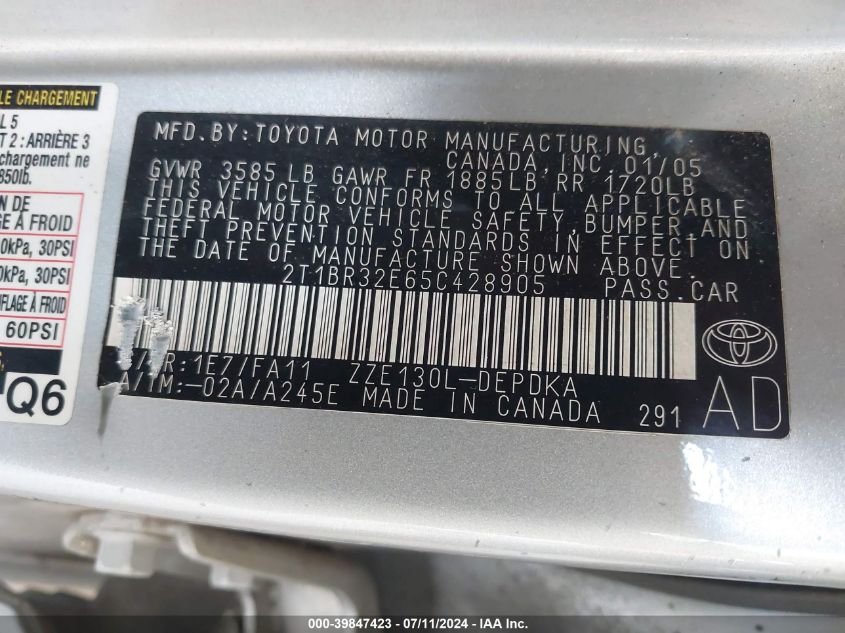 LE CHARGEMENT
L 5
T 2 : ARRIÈRE 3
chargement ne
850lb.
N DE
AGE À FROID
0kPa, 30PSI
0kPa, 30PSI
FLAGE À FROID
60PSI
Q6
MFD. BY: TOYOTA MOTOR MANUFACTURING,
CANADA, INC. 01/05
GVWR 3585 LB GAWR FR 1885LB, RR 1720LB
THIS VEHICLE CONFORMS TO ALL APPLICABLE
FEDERAL MOTOR VEHICLE SAFETY, BUMPER, AND
THEFT PREVENTION STANDARDS IN EFFECT ON
THE DATE OF MANUFACTURE SHOWN ABOVE.
2T1BR32E65C428905 PASS. CAR
/TR:1E7/FA11 ZZE130L-DEPDKA
A/TM:-02A/A245E MADE IN CANADA 291
AD
000-39847423 - 07/11/2024 - IAA Inc.